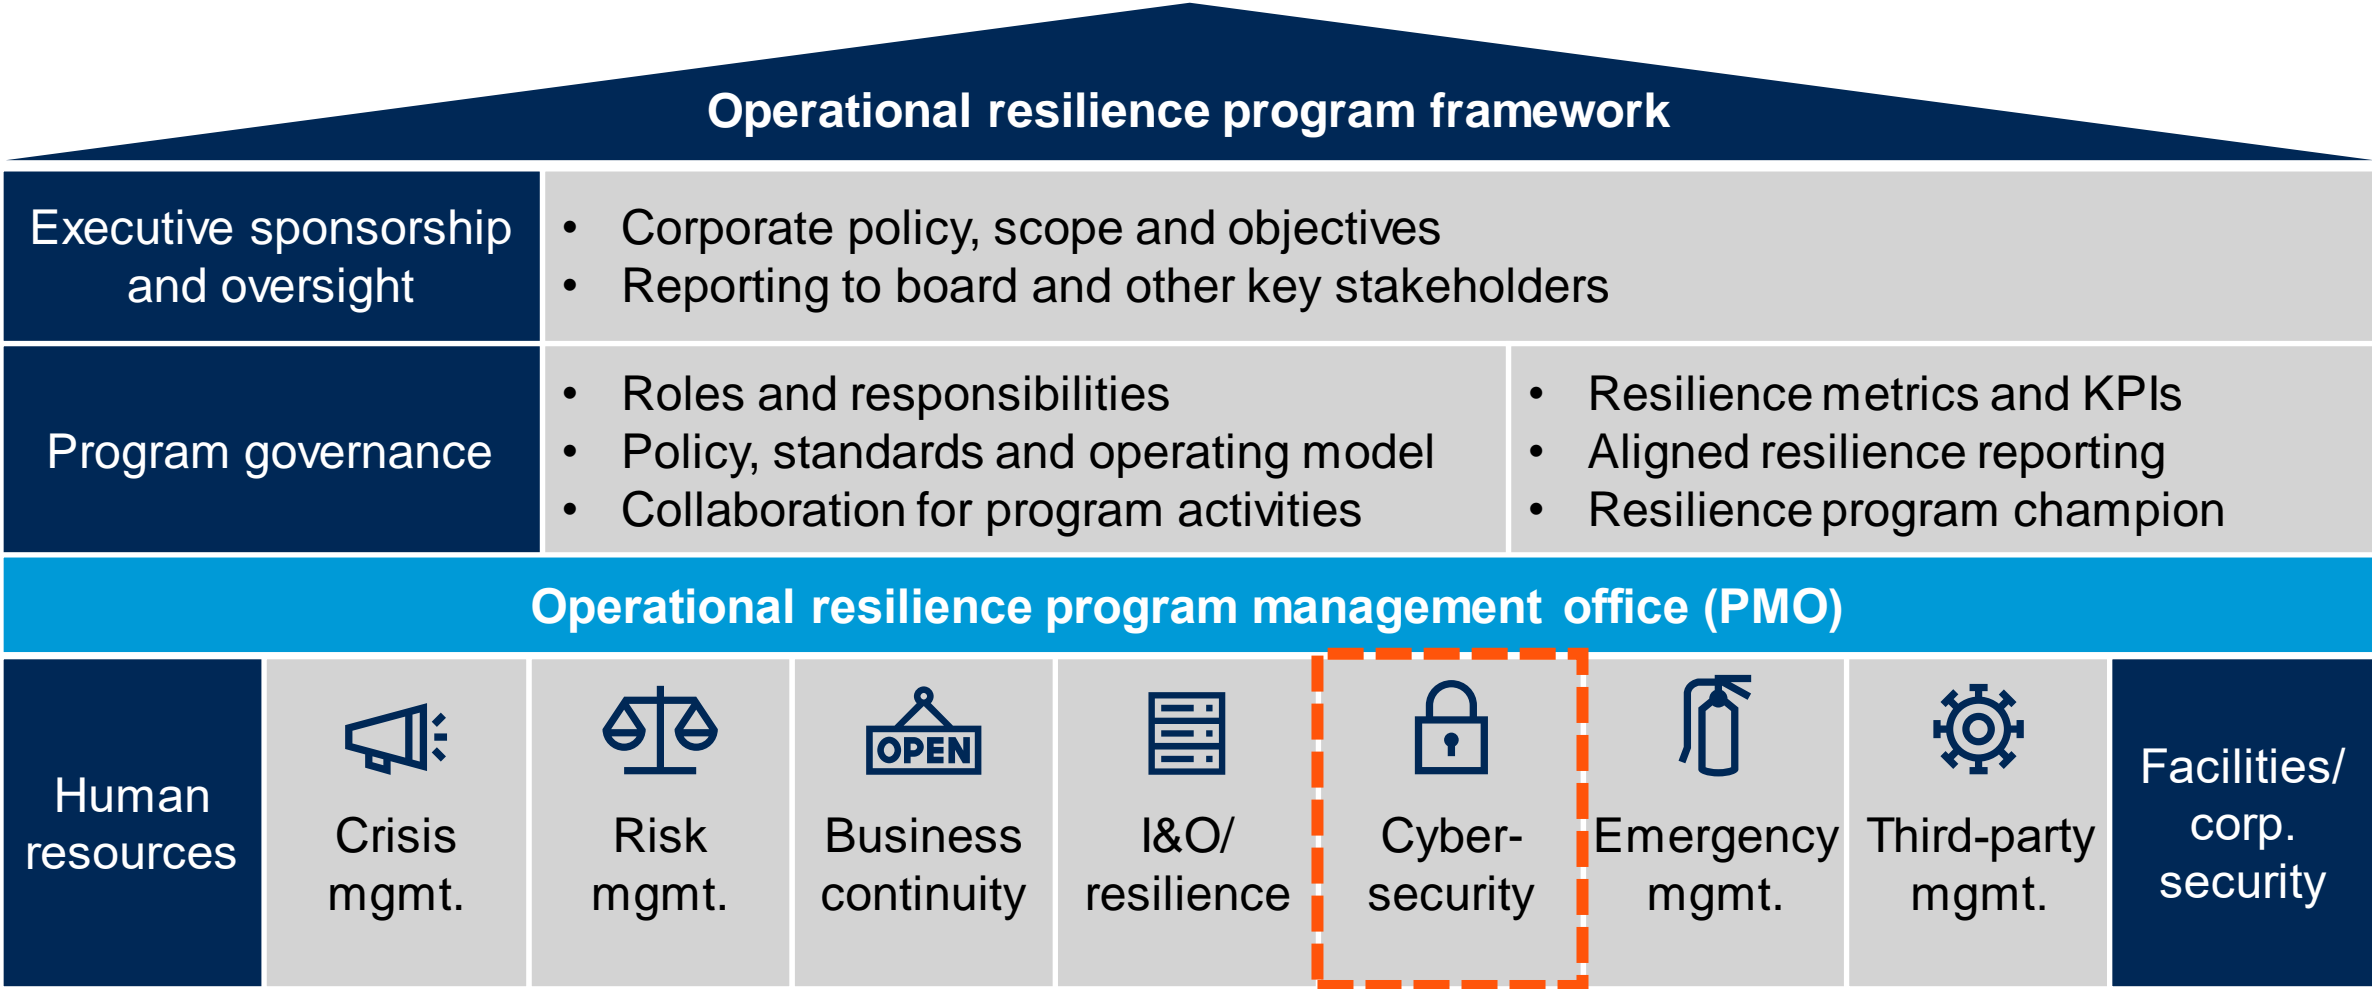 Operational resilience program framework
Executive sponsorship
and oversight
• Corporate policy, scope and objectives
• Reporting to board and other key stakeholders
Program governance
• Roles and responsibilities
• Policy, standards and operating model
• Collaboration for program activities
• Resilience metrics and KPIs
• Aligned resilience reporting
• Resilience program champion
Operational resilience program management office (PMO)
Human
resources
Crisis
mgmt.
Risk
mgmt.
OPEN
Business
continuity
I&O/
resilience
Cyber-
security
Emergency
mgmt.
Third-party
mgmt.
Facilities/
corp.
security